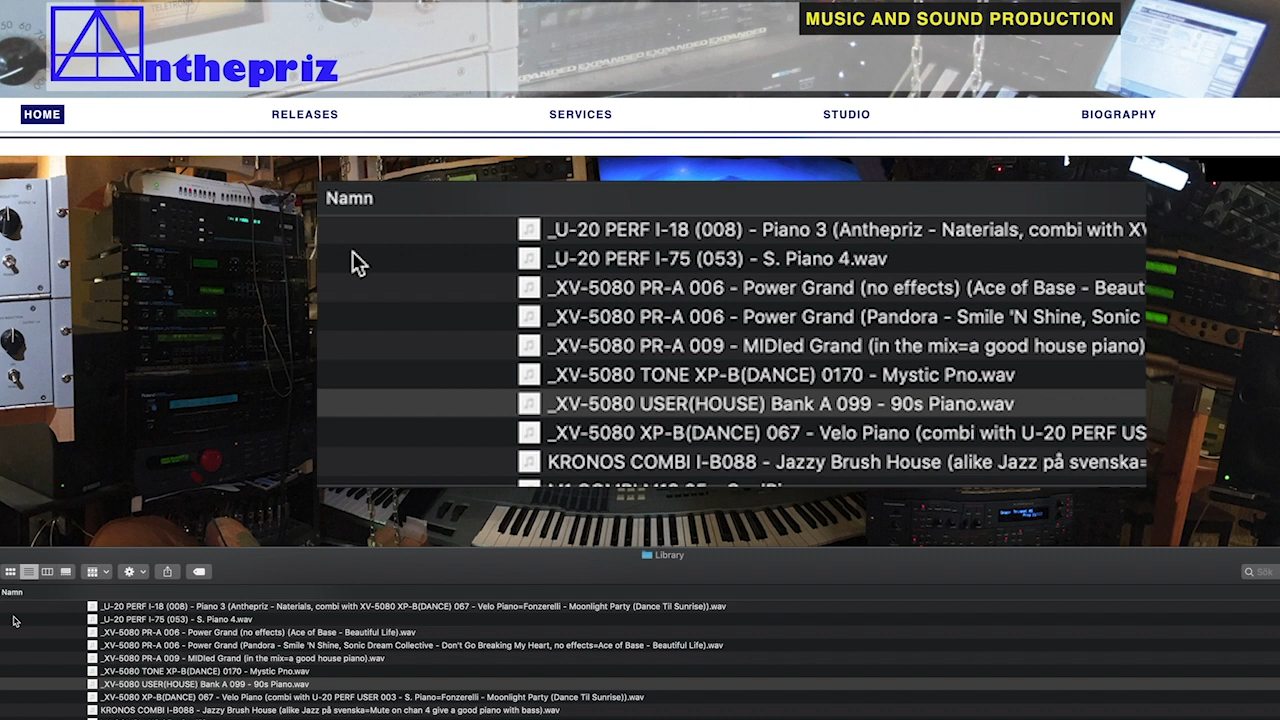 Anthepriz
MUSIC AND SOUND PRODUCTION
EXPANDED EXPANDED EXPANDED
HOME
RELEASES
SERVICES
STUDIO
BIOGRAPHY
Namn
_U-20 PERF I-18 (008) - Piano 3 (Anthepriz - Naterials, combi with XV
_U-20 PERF I-75 (053) - S. Piano 4.wav
_XV-5080 PR-A 006 - Power Grand (no effects) (Ace of Base - Beaut
_XV-5080 PR-A 006 - Power Grand (Pandora - Smile 'N Shine, Sonic
_XV-5080 PR-A 009 - MIDIed Grand (in the mix=a good house piano)
_XV-5080 TONE XP-B(DANCE) 0170 - Mystic Pno.wav
_XV-5080 USER(HOUSE) Bank A 099 - 90s Piano.wav
_XV-5080 XP-B(DANCE) 067 - Velo Piano (combi with U-20 PERF US
KRONOS COMBI I-B088 - Jazzy Brush House (alike Jazz på svenska=
Library
Sök
Namn
_U-20 PERF I-18 (008) - Piano 3 (Anthepriz - Naterials, combi with XV-5080 XP-B(DANCE) 067 - Velo Piano=Fonzerelli - Moonlight Party (Dance Til Sunrise)).wav
_U-20 PERF I-75 (053) - S. Piano 4.wav
_XV-5080 PR-A 006 - Power Grand (no effects) (Ace of Base - Beautiful Life).wav
_XV-5080 PR-A 006 - Power Grand (Pandora - Smile 'N Shine, Sonic Dream Collective - Don't Go Breaking My Heart, no effects=Ace of Base - Beautiful Life).wav
_XV-5080 PR-A 009 - MIDIed Grand (in the mix=a good house piano).wav
_XV-5080 TONE XP-B(DANCE) 0170 - Mystic Pno.wav
_XV-5080 USER(HOUSE) Bank A 099 - 90s Piano.wav
_XV-5080 XP-B(DANCE) 067 - Velo Piano (combi with U-20 PERF USER 003 - S. Piano=Fonzerelli - Moonlight Party (Dance Til Sunrise)).wav
KRONOS COMBI I-B088 - Jazzy Brush House (alike Jazz på svenska=Mute on chan 4 give a good piano with bass).wav